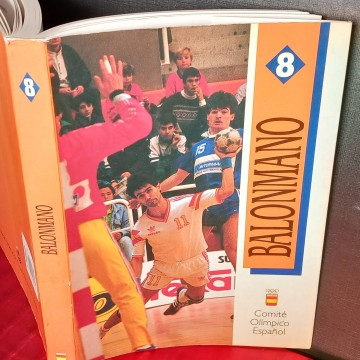 8
BALONMANO
8
BALONMANO
15
11
Comité
Olímpico
Español